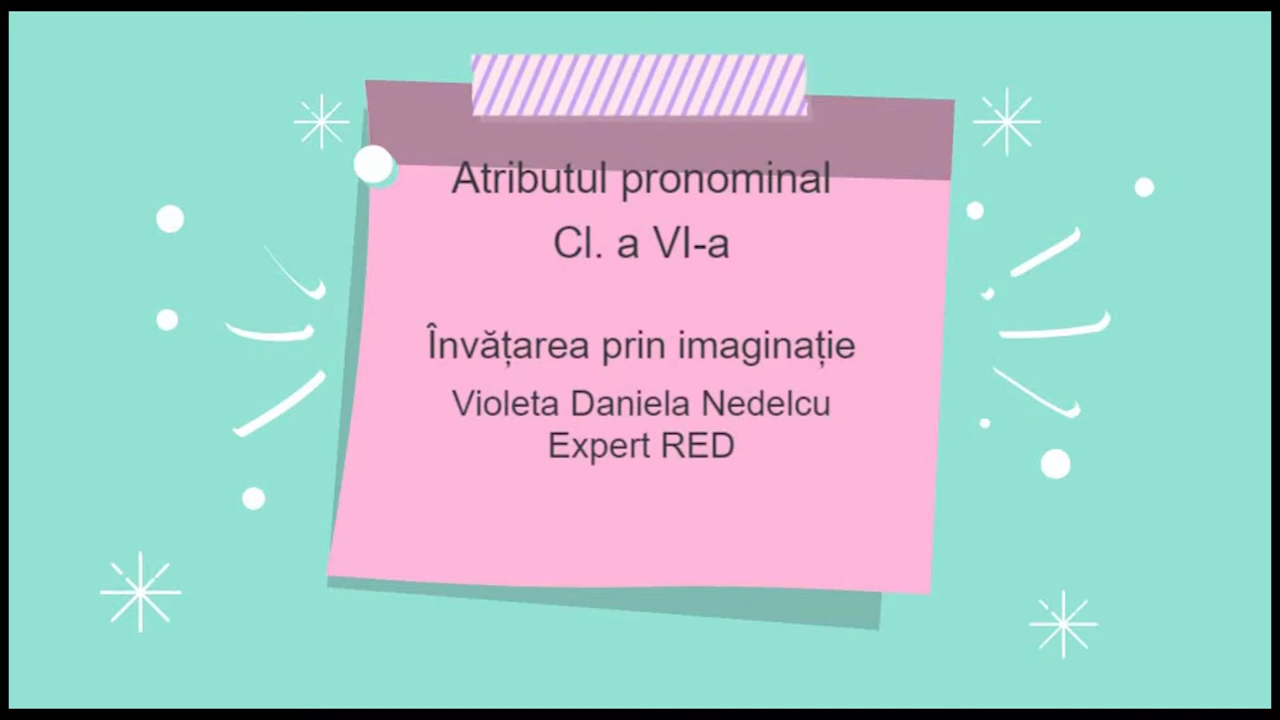 Atributul pronominal
Cl. a VI-a
Învățarea prin imaginație
Violeta Daniela Nedelcu
Expert RED